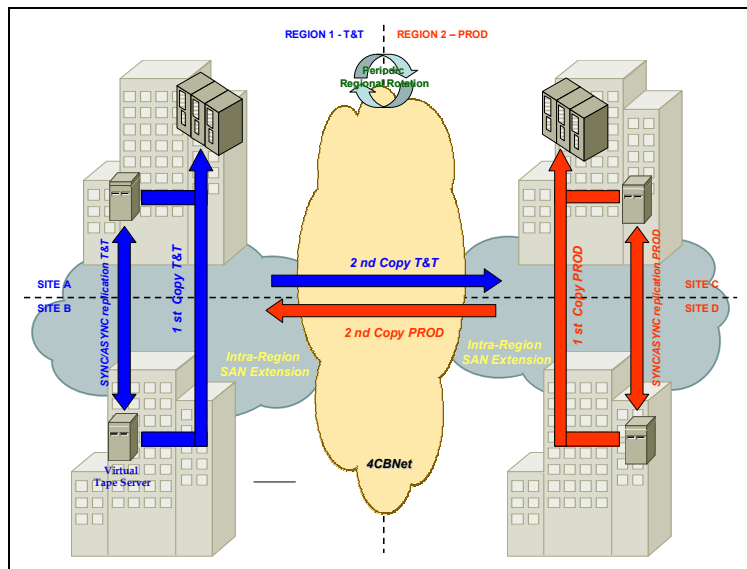 REGION 1 - T&T
REGION 2 – PROD
Periodic
Regional Rotation
SYNC/ASYNC replication T&T
1 st Copy T&T
2 nd Copy T&T
2 nd Copy PROD
1 st Copy PROD
SYNC/ASYNC replication PROD
SITE A
SITE B
SITE C
SITE D
Intra-Region
SAN Extension
Intra-Region
SAN Extension
4CBNet
Virtual
Tape Server